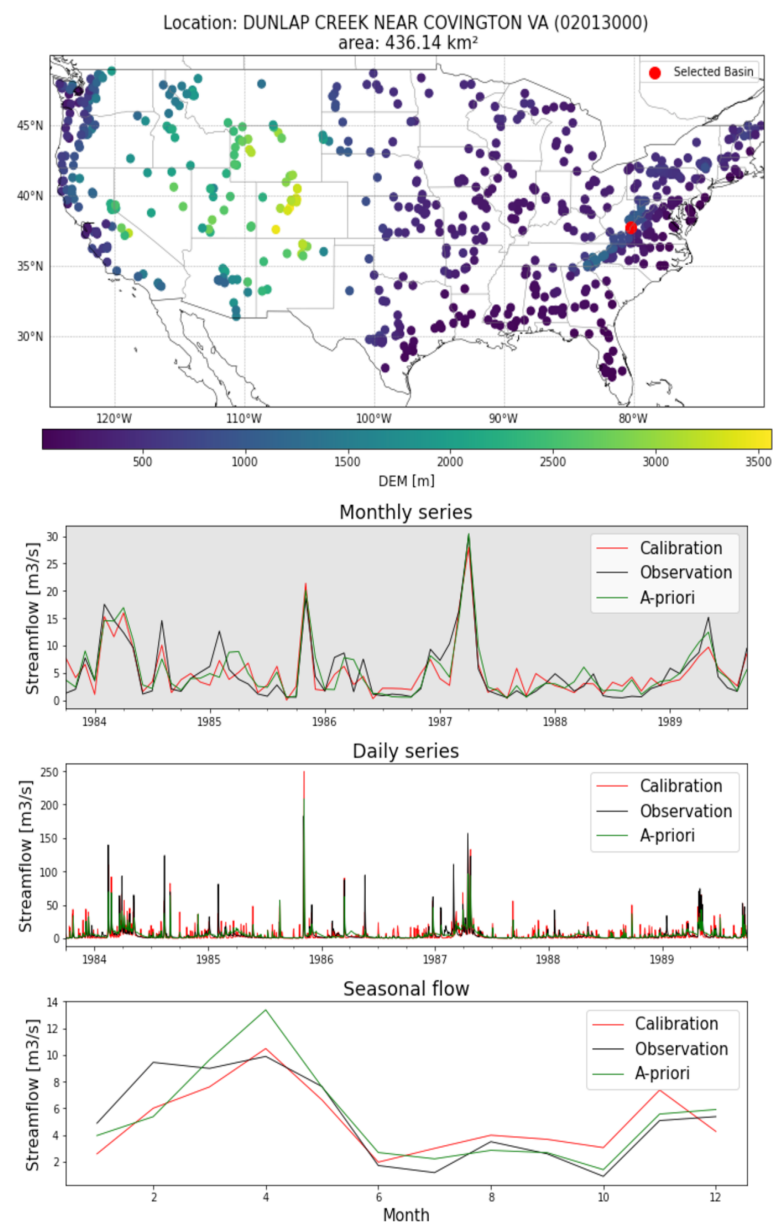 Location: DUNLAP CREEK NEAR COVINGTON VA (02013000)
area: 436.14 km²
Selected Basin
45°N
40°N
35°N
30°N
120°W 110°W 100°W 90°W 80°W
500 1000 1500 2000 2500 3000 3500
DEM [m]
Monthly series
Streamflow [m3/s]
30
25
20
15
10
5
0
Calibration
Observation
A-priori
1984 1985 1986 1987 1988 1989
Daily series
Streamflow [m3/s]
250
200
150
100
50
0
Calibration
Observation
A-priori
1984 1985 1986 1987 1988 1989
Seasonal flow
Streamflow [m3/s]
14
12
10
8
6
4
2
Calibration
Observation
A-priori
2 4 6 8 10 12
Month